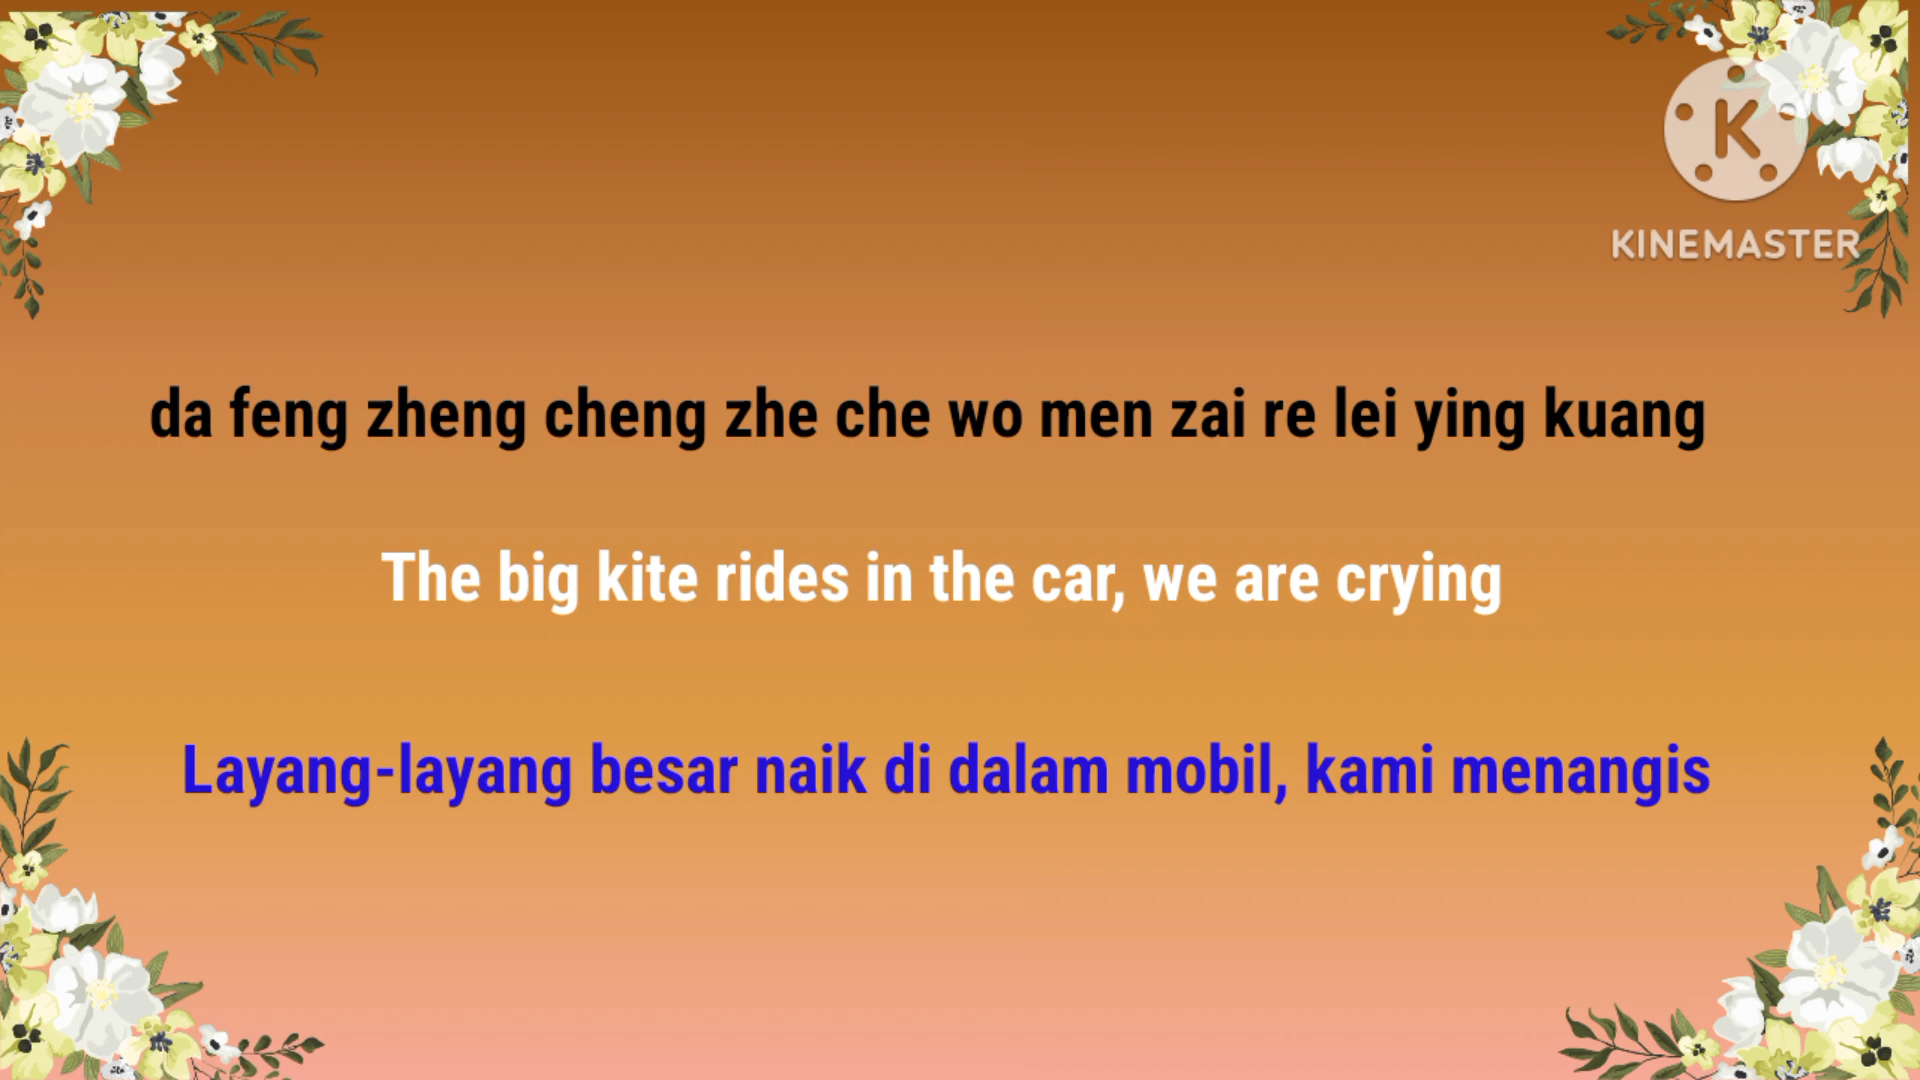 KINEMASTER
da feng zheng cheng zhe che wo men zai re lei ying kuang
The big kite rides in the car, we are crying
Layang-layang besar naik di dalam mobil, kami menangis